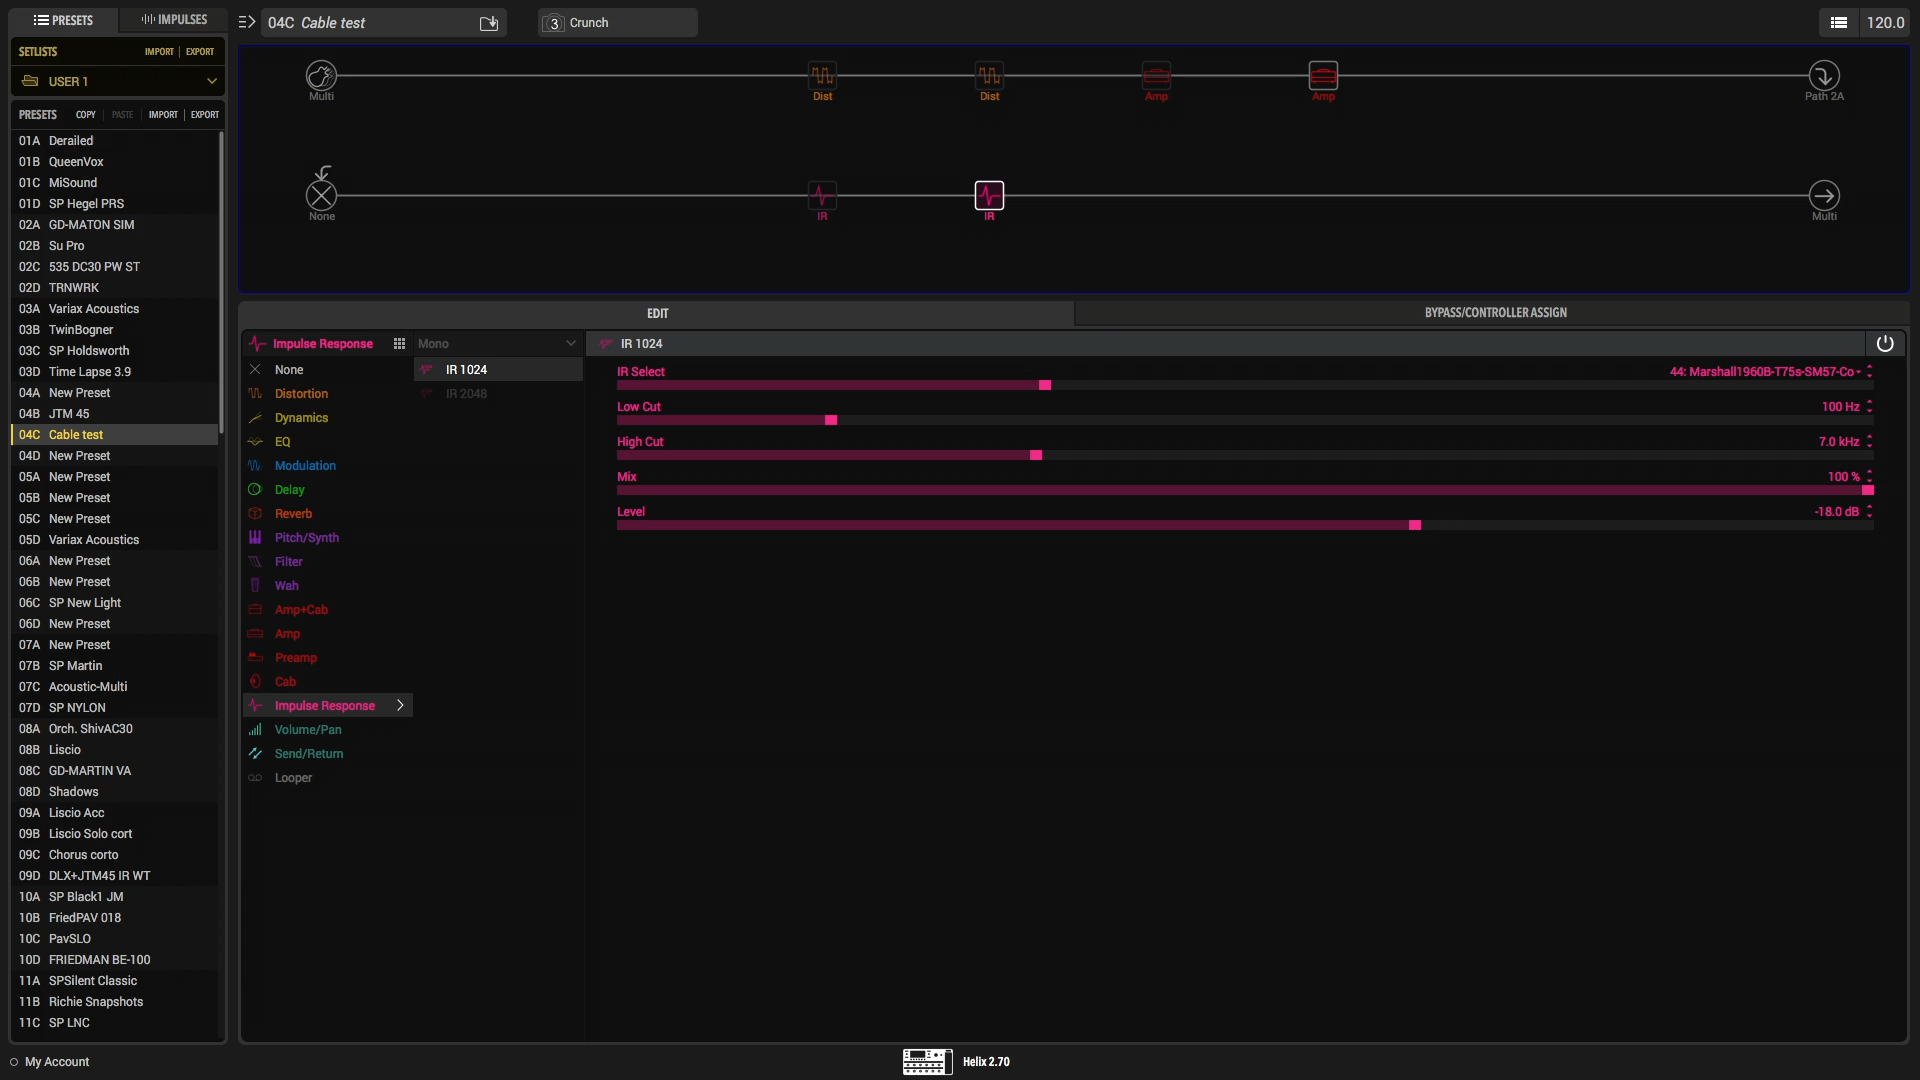 PRESETS
IMPULSES
04C Cable test
3 Crunch
120.0
SETLISTS IMPORT EXPORT
USER 1
PRESETS COPY PASTE IMPORT EXPORT
01A Derailed
01B QueenVox
01C MiSound
01D SP Hegel PRS
02A GD-MATON SIM
02B Su Pro
02C 535 DC30 PW ST
02D TRNWRK
03A Variax Acoustics
03B TwinBogner
03C SP Holdsworth
03D Time Lapse 3.9
04A New Preset
04B JTM 45
04C Cable test
04D New Preset
05A New Preset
05B New Preset
05C New Preset
05D Variax Acoustics
06A New Preset
06B New Preset
06C SP New Light
06D New Preset
07A New Preset
07B SP Martin
07C Acoustic-Multi
07D SP NYLON
08A Orch. ShivAC30
08B Liscio
08C GD-MARTIN VA
08D Shadows
09A Liscio Acc
09B Liscio Solo cort
09C Chorus corto
09D DLX+JTM45 IR WT
10A SP Black1 JM
10B FriedPAV 018
10C PavSLO
10D FRIEDMAN BE-100
11A SPSilent Classic
11B Richie Snapshots
11C SP LNC
Multi Dist Dist Amp Amp Path 2A
None IR IR Multi
EDIT
BYPASS/CONTROLLER ASSIGN
Impulse Response
None
Distortion
Dynamics
EQ
Modulation
Delay
Reverb
Pitch/Synth
Filter
Wah
Amp+Cab
Amp
Preamp
Cab
Impulse Response
Volume/Pan
Send/Return
Looper
Mono
IR 1024
IR 2048
IR 1024
IR Select 44: Marshall1960B-T75s-SM57-Co
Low Cut 100 Hz
High Cut 7.0 kHz
Mix 100 %
Level -18.0 dB
My Account
Helix 2.70